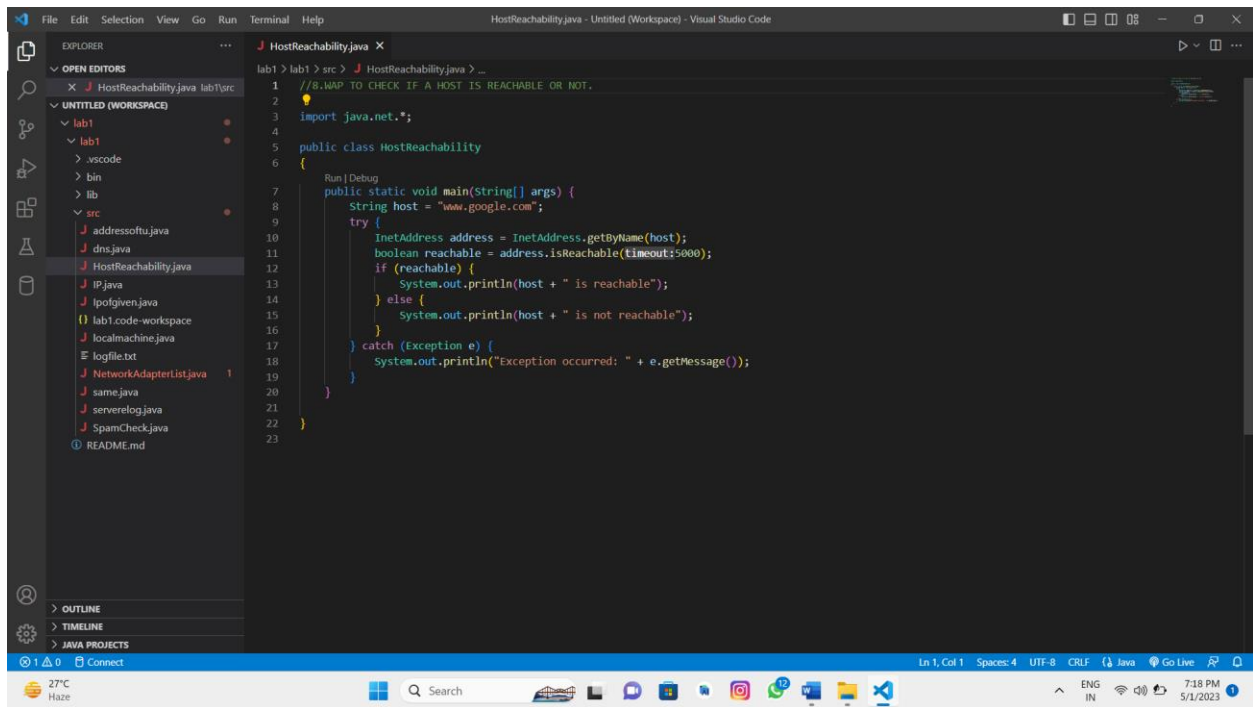 File Edit Selection View Go Run Terminal Help
HostReachability.java - Untitled (Workspace) - Visual Studio Code
EXPLORER
OPEN EDITORS
HostReachability.java lab1\src
UNTITLED (WORKSPACE)
lab1
lab1
.vscode
bin
lib
src
addressoftu.java
dns.java
HostReachability.java
IP.java
Ipofgiven.java
lab1.code-workspace
localmachine.java
logfile.txt
NetworkAdapterList.java 1
same.java
serverelog.java
SpamCheck.java
README.md
OUTLINE
TIMELINE
JAVA PROJECTS
HostReachability.java
lab1 > lab1 > src > HostReachability.java > ...
1 //8.WAP TO CHECK IF A HOST IS REACHABLE OR NOT.
2
3 import java.net.*;
4
5 public class HostReachability
6 {
Run | Debug
7 public static void main(String[] args) {
8 String host = "www.google.com";
9 try {
10 InetAddress address = InetAddress.getByName(host);
11 boolean reachable = address.isReachable(timeout:5000);
12 if (reachable) {
13 System.out.println(host + " is reachable");
14 } else {
15 System.out.println(host + " is not reachable");
16 }
17 } catch (Exception e) {
18 System.out.println("Exception occurred: " + e.getMessage());
19 }
20 }
21
22 }
23
1 0 Connect
Ln 1, Col 1 Spaces: 4 UTF-8 CRLF Java Go Live
27°C
Haze
Search
12
ENG
IN
7:18 PM
5/1/2023
1